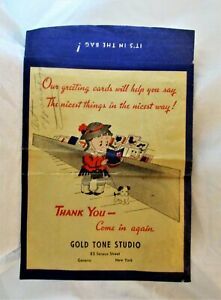 IT'S IN THE BAG!
Our greeting cards will help you say
The nicest things in the nicest way!
THANK YOU—
Come in again.
GOLD TONE STUDIO
Street
Geneva New York